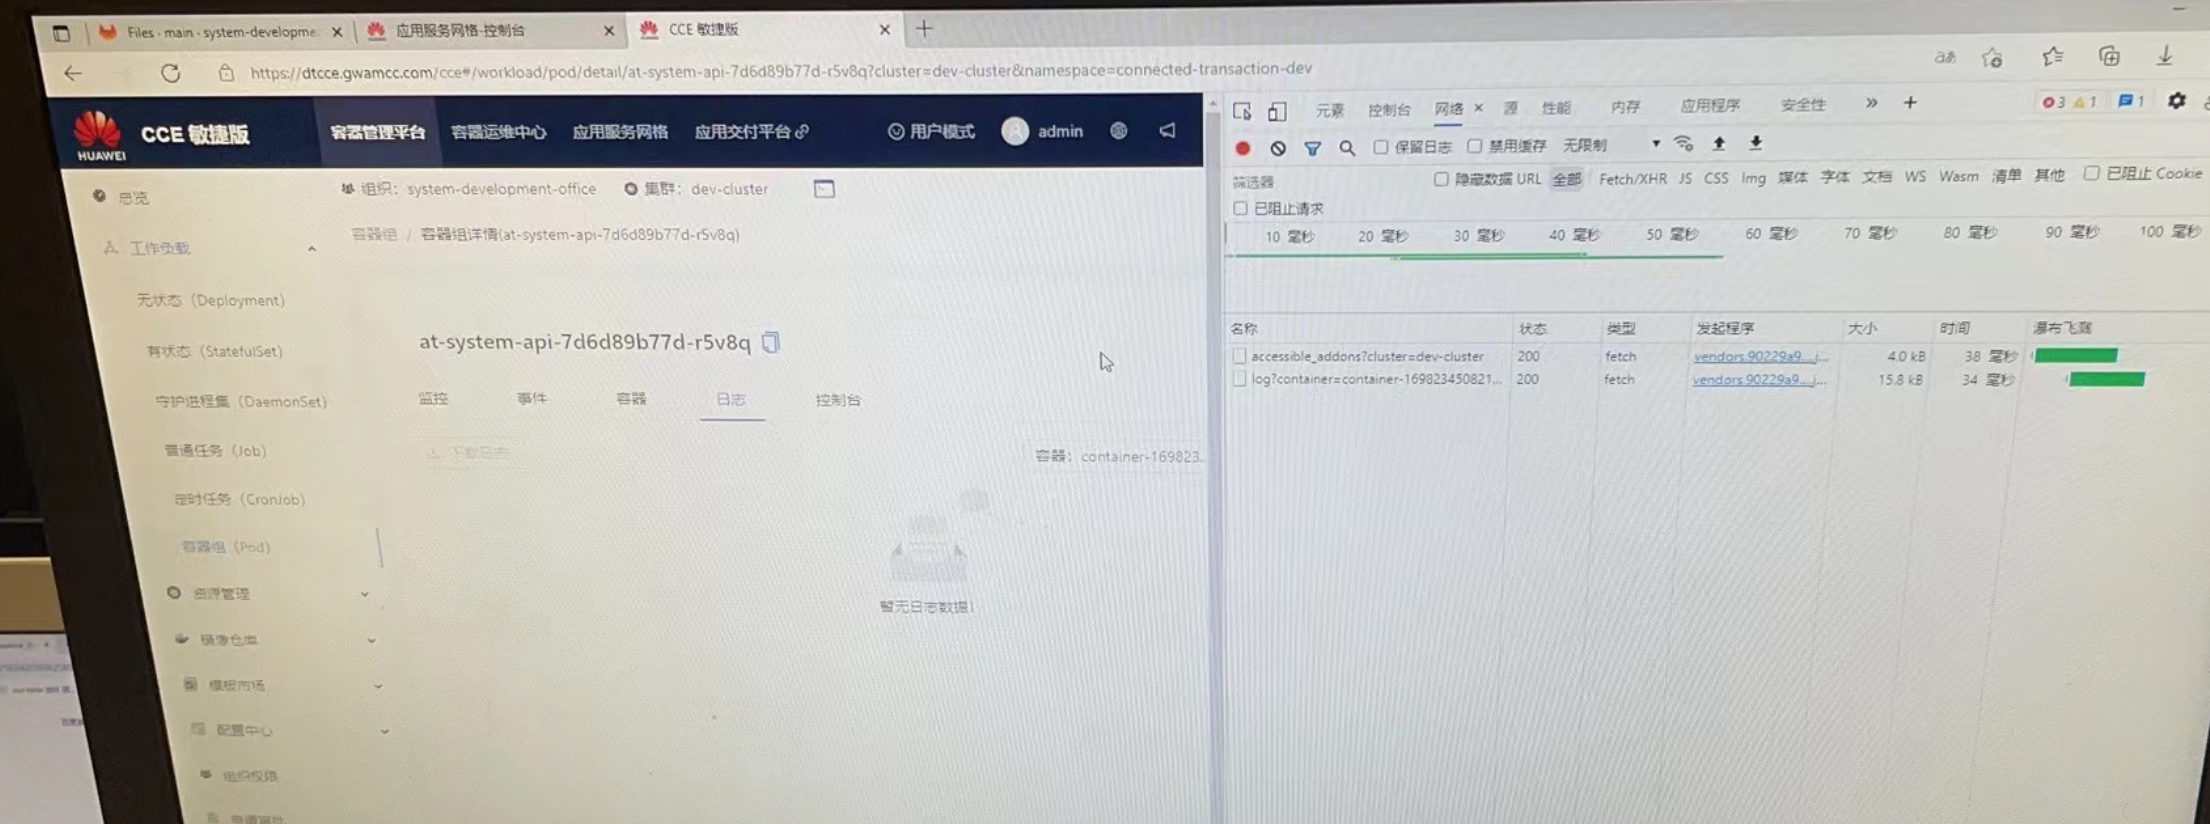 Files · main · system-developme
应用服务网格-控制台
CCE 敏捷版
https://dtcce.gwamcc.com/cce#/workload/pod/detail/at-system-api-7d6d89b77d-r5v8q?cluster=dev-cluster&namespace=connected-transaction-dev
HUAWEI
CCE 敏捷版
容器管理平台 容器运维中心 应用服务网格 应用交付平台 用户模式 admin
总览
工作负载
无状态 (Deployment)
有状态 (StatefulSet)
守护进程集 (DaemonSet)
普通任务 (Job)
定时任务 (CronJob)
容器组 (Pod)
资源管理
镜像仓库
模板市场
配置中心
组织权限
组织: system-development-office 集群: dev-cluster
容器组 / 容器组详情(at-system-api-7d6d89b77d-r5v8q)
at-system-api-7d6d89b77d-r5v8q
监控 事件 容器 日志 控制台
下载日志
容器: container-169823...
暂无日志数据!
元素 控制台 网络 源 性能 内存 应用程序 安全性 3 1 1
保留日志 禁用缓存 无限制
筛选器 隐藏数据 URL 全部 Fetch/XHR JS CSS Img 媒体 字体 文档 WS Wasm 清单 其他 已阻止 Cookie
已阻止请求
10 毫秒 20 毫秒 30 毫秒 40 毫秒 50 毫秒 60 毫秒 70 毫秒 80 毫秒 90 毫秒 100 毫秒
名称 状态 类型 发起程序 大小 时间 瀑布飞溅
accessible_addons?cluster=dev-cluster 200 fetch vendors.90229a9....j... 4.0 kB 38 毫秒
log?container=container-169823450821... 200 fetch vendors.90229a9....j... 15.8 kB 34 毫秒